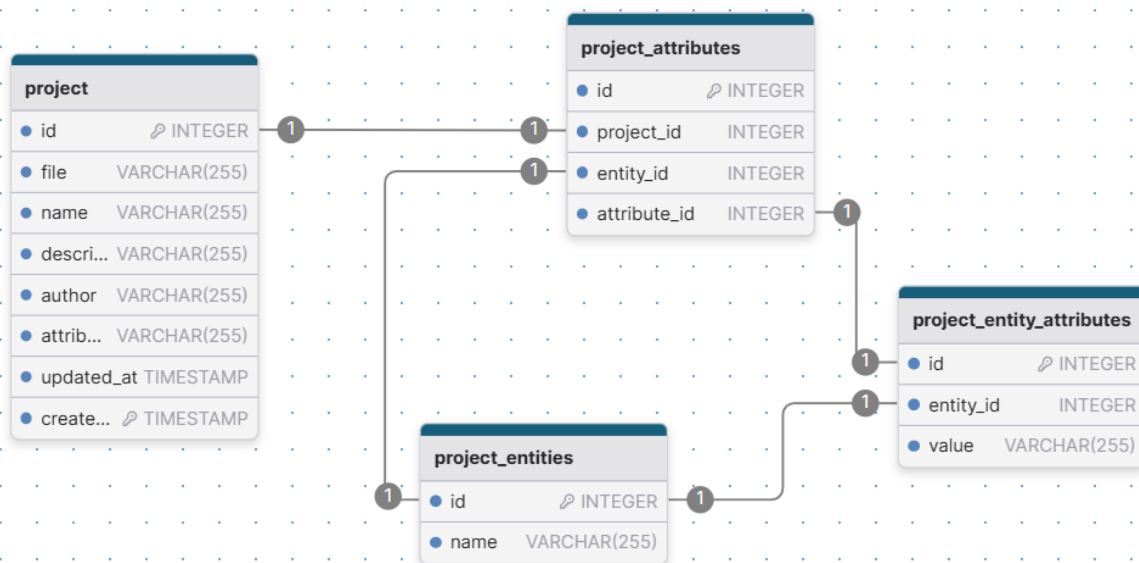 project
id INTEGER
file VARCHAR(255)
name VARCHAR(255)
descri... VARCHAR(255)
author VARCHAR(255)
attrib... VARCHAR(255)
updated_at TIMESTAMP
create... TIMESTAMP
1
1
1
project_attributes
id INTEGER
project_id INTEGER
entity_id INTEGER
attribute_id INTEGER
1
1
1
project_entity_attributes
id INTEGER
entity_id INTEGER
value VARCHAR(255)
1
1
project_entities
id INTEGER
name VARCHAR(255)